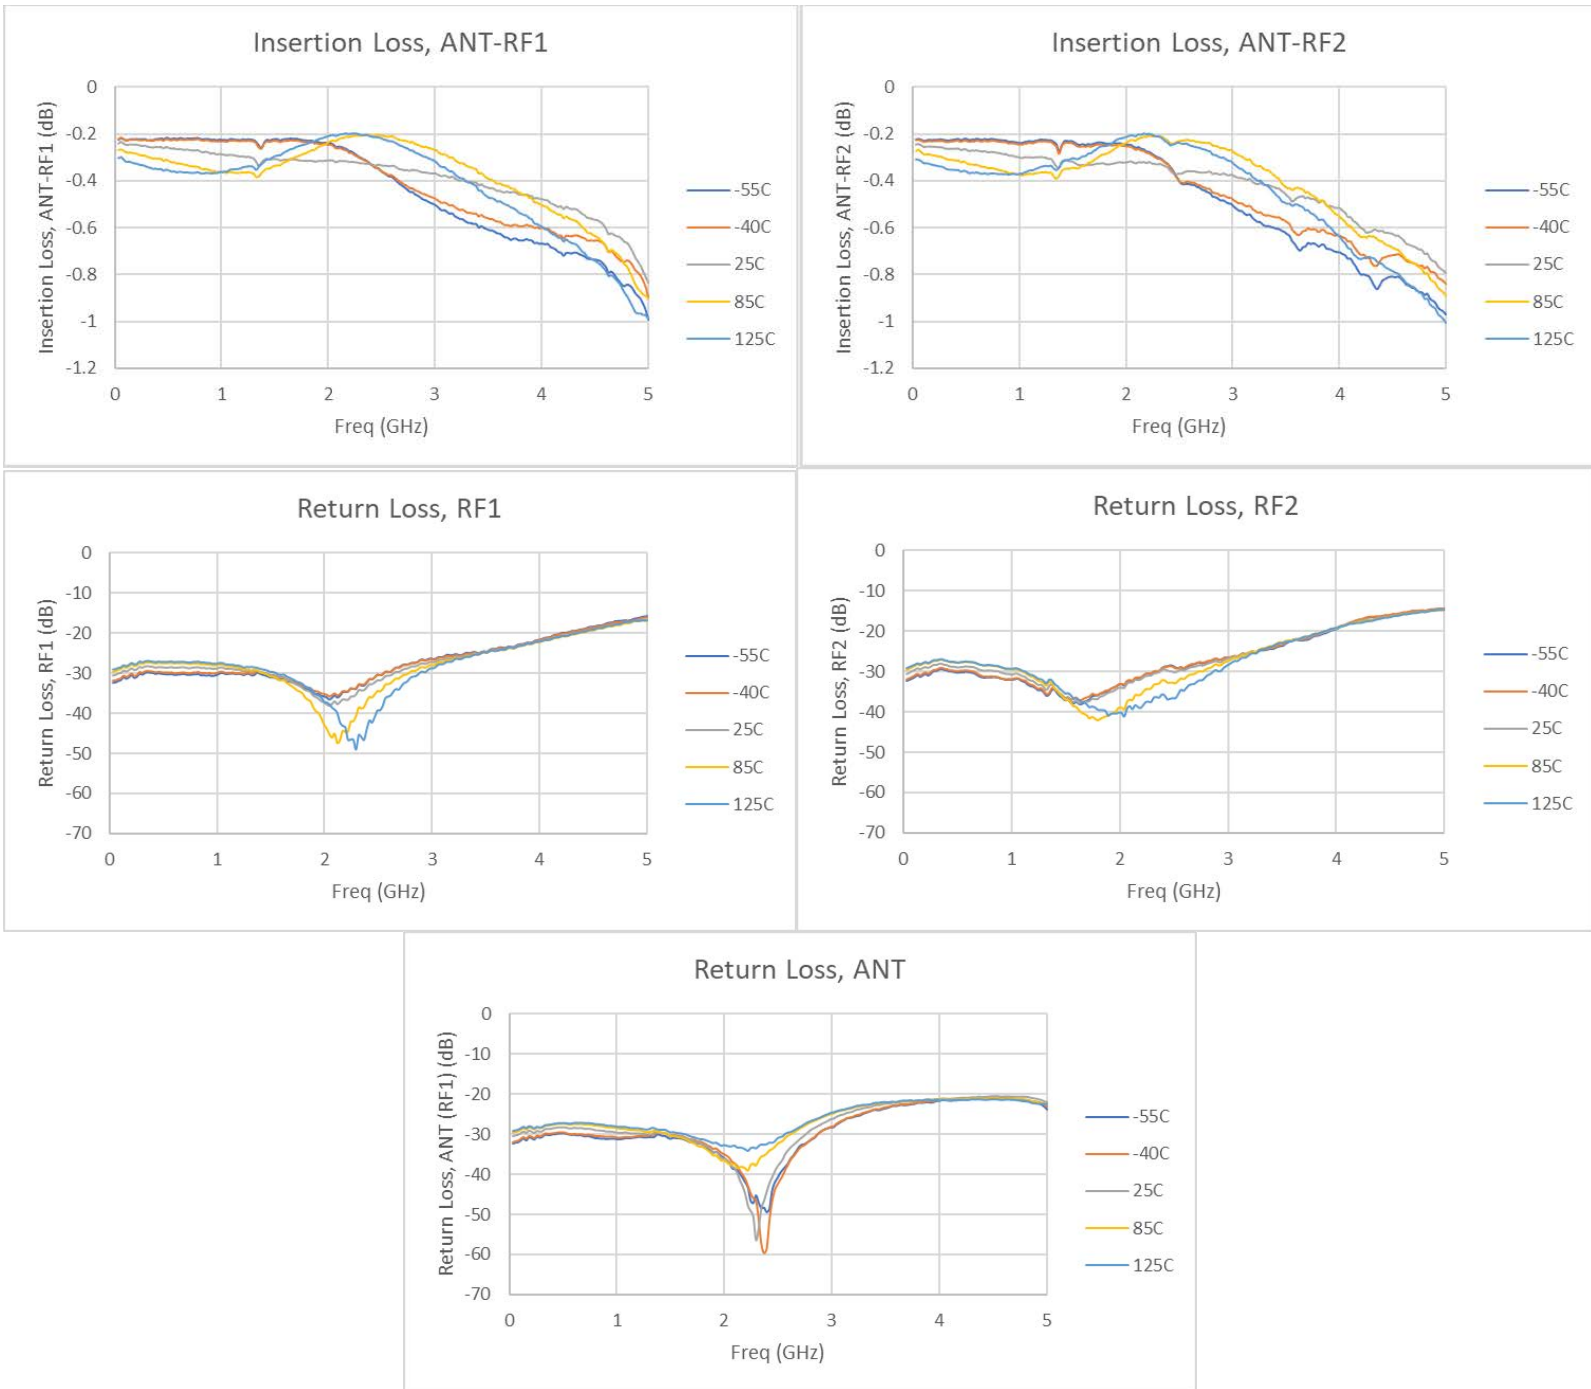 Insertion Loss, ANT-RF1
Insertion Loss, ANT-RF1 (dB)
0
-0.2
-0.4
-0.6
-0.8
-1
-1.2
0 1 2 3 4 5
Freq (GHz)
-55C
-40C
25C
85C
125C
Insertion Loss, ANT-RF2
Insertion Loss, ANT-RF2 (dB)
0
-0.2
-0.4
-0.6
-0.8
-1
-1.2
0 1 2 3 4 5
Freq (GHz)
-55C
-40C
25C
85C
125C
Return Loss, RF1
Return Loss, RF1 (dB)
0
-10
-20
-30
-40
-50
-60
-70
0 1 2 3 4 5
Freq (GHz)
-55C
-40C
25C
85C
125C
Return Loss, RF2
Return Loss, RF2 (dB)
0
-10
-20
-30
-40
-50
-60
-70
0 1 2 3 4 5
Freq (GHz)
-55C
-40C
25C
85C
125C
Return Loss, ANT
Return Loss, ANT (RF1) (dB)
0
-10
-20
-30
-40
-50
-60
-70
0 1 2 3 4 5
Freq (GHz)
-55C
-40C
25C
85C
125C